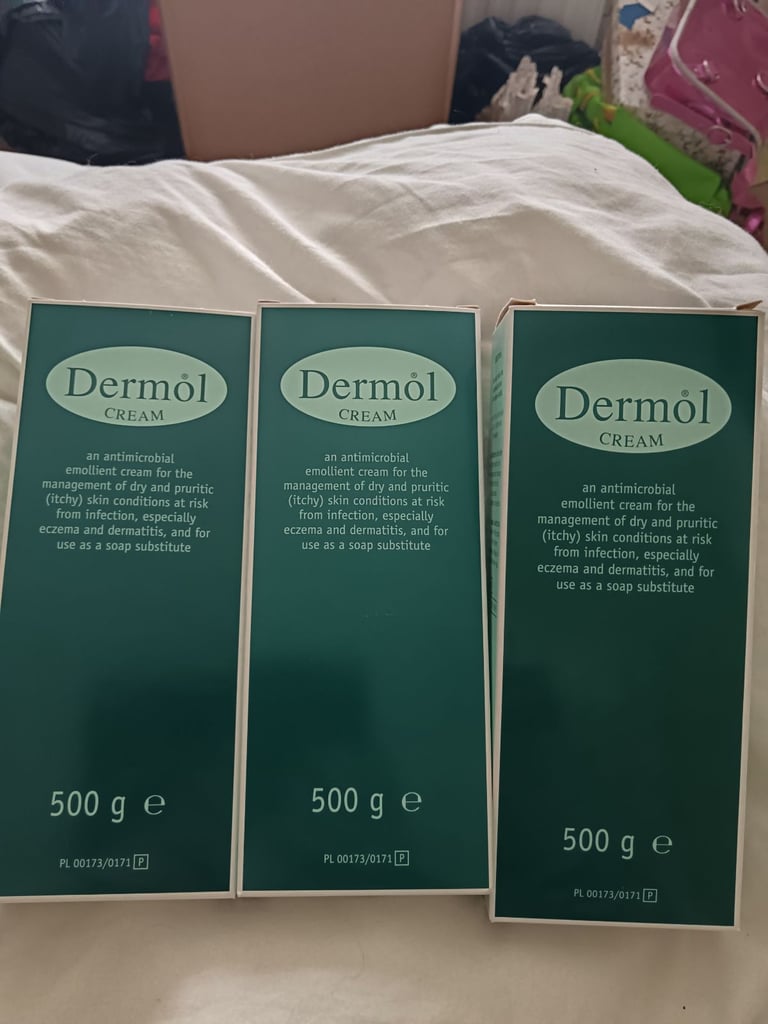 Dermol®
CREAM
an antimicrobial
emollient cream for the
management of dry and pruritic
(itchy) skin conditions at risk
from infection, especially
eczema and dermatitis, and for
use as a soap substitute
500 g e
PL 00173/0171 P
Dermol®
CREAM
an antimicrobial
emollient cream for the
management of dry and pruritic
(itchy) skin conditions at risk
from infection, especially
eczema and dermatitis, and for
use as a soap substitute
500 g e
PL 00173/0171 P
Dermol®
CREAM
an antimicrobial
emollient cream for the
management of dry and pruritic
(itchy) skin conditions at risk
from infection, especially
eczema and dermatitis, and for
use as a soap substitute
500 g e
PL 00173/0171 P